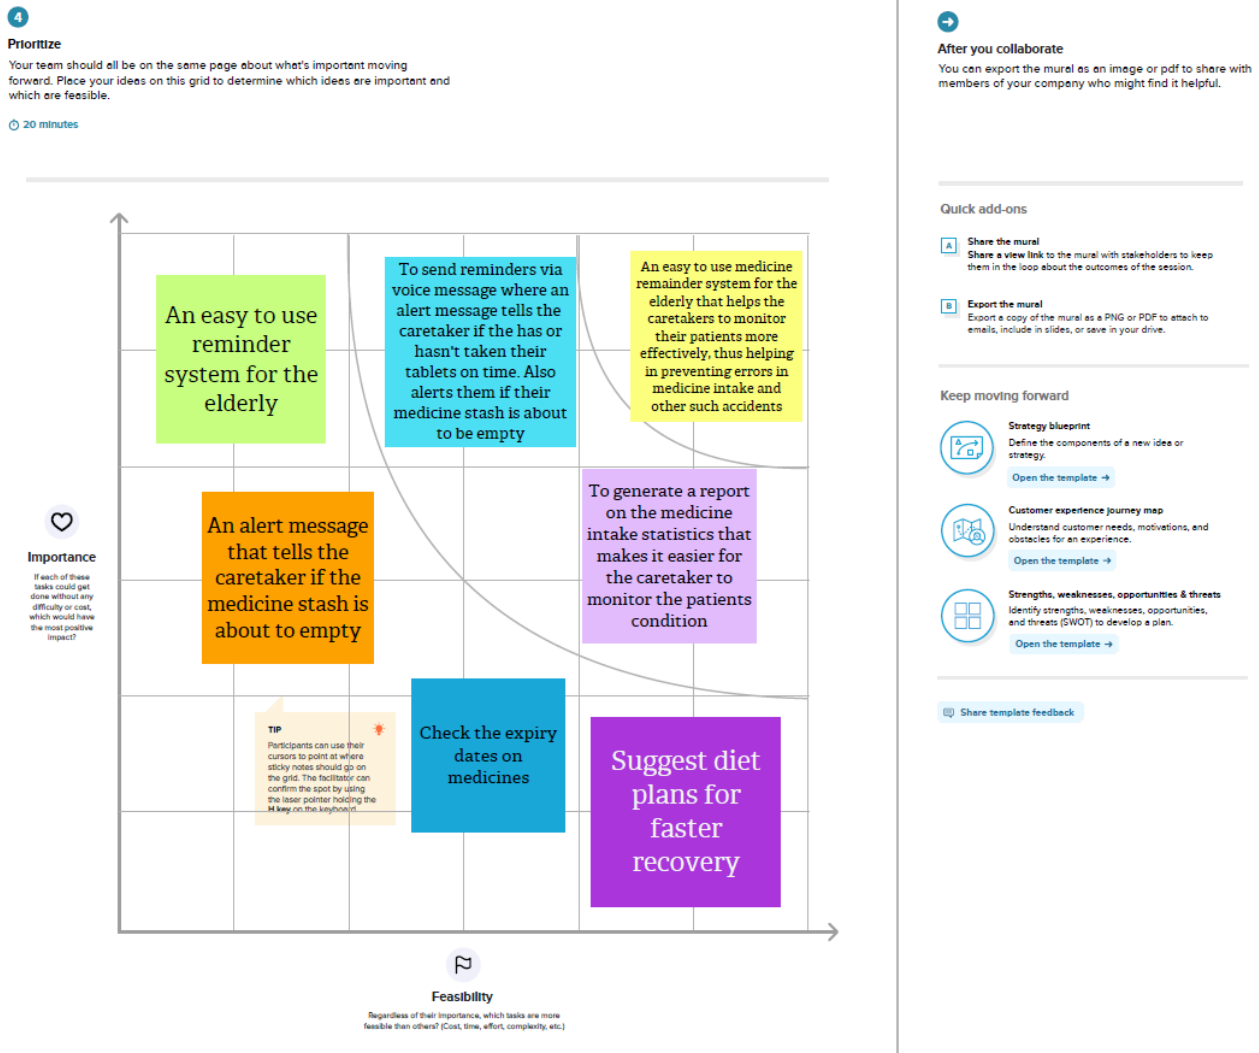 4
Prioritize
Your team should all be on the same page about what's important moving
forward. Place your ideas on this grid to determine which ideas are important and
which are feasible.
20 minutes
An easy to use
reminder
system for the
elderly
To send reminders via
voice message where an
alert message tells the
caretaker if the has or
hasn't taken their
tablets on time. Also
alerts them if their
medicine stash is about
to be empty
An easy to use medicine
remainder system for the
elderly that helps the
caretakers to monitor
their patients more
effectively, thus helping
in preventing errors in
medicine intake and
other such accidents
An alert message
that tells the
caretaker if the
medicine stash is
about to empty
To generate a report
on the medicine
intake statistics that
makes it easier for
the caretaker to
monitor the patients
condition
Importance
If each of these
tasks could get
done without any
difficulty or cost,
which would have
the most positive
impact?
TIP
Participants can use their
cursors to point at where
sticky notes should go on
the grid. The facilitator can
confirm the spot by using
the laser pointer holding the
H key on the keyboard.
Check the expiry
dates on
medicines
Suggest diet
plans for
faster
recovery
Feasibility
Regardless of their importance, which tasks are more
feasible than others? (Cost, time, effort, complexity, etc.)
After you collaborate
You can export the mural as an image or pdf to share with
members of your company who might find it helpful.
Quick add-ons
A
Share the mural
Share a view link to the mural with stakeholders to keep
them in the loop about the outcomes of the session.
B
Export the mural
Export a copy of the mural as a PNG or PDF to attach to
emails, include in slides, or save in your drive.
Keep moving forward
Strategy blueprint
Define the components of a new idea or
strategy.
Open the template →
Customer experience journey map
Understand customer needs, motivations, and
obstacles for an experience.
Open the template →
Strengths, weaknesses, opportunities & threats
Identify strengths, weaknesses, opportunities,
and threats (SWOT) to develop a plan.
Open the template →
Share template feedback